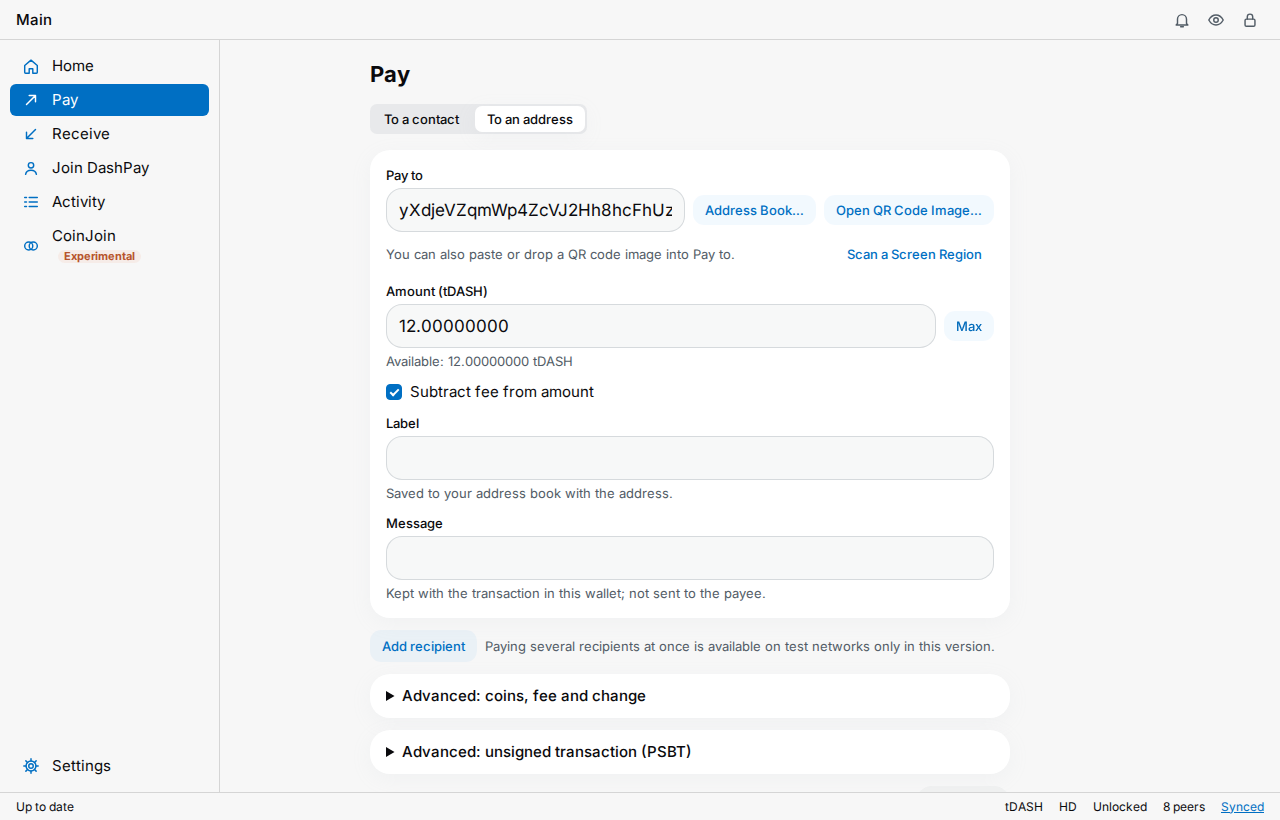 Main
Home
Pay
Receive
Join DashPay
Activity
CoinJoin
Experimental
Settings
Pay
To a contact
To an address
Pay to
yXdjeVZqmWp4ZcVJ2Hh8hcFhUz
Address Book...
Open QR Code Image...
You can also paste or drop a QR code image into Pay to.
Scan a Screen Region
Amount (tDASH)
12.00000000
Max
Available: 12.00000000 tDASH
Subtract fee from amount
Label
Saved to your address book with the address.
Message
Kept with the transaction in this wallet; not sent to the payee.
Add recipient
Paying several recipients at once is available on test networks only in this version.
Advanced: coins, fee and change
Advanced: unsigned transaction (PSBT)
Up to date
tDASH
HD
Unlocked
8 peers
Synced